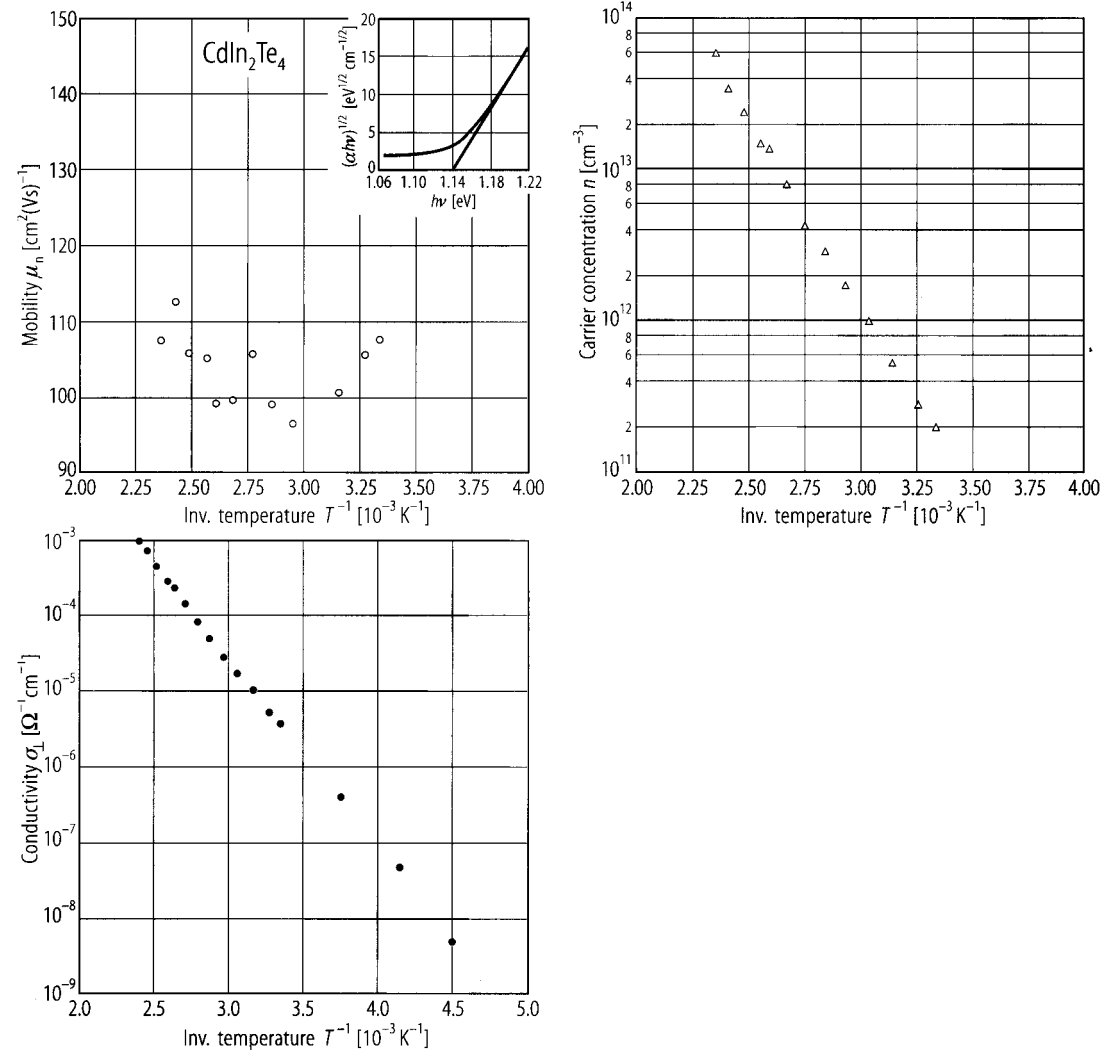 150
140
130
120
110
100
90
Mobility μn [cm²(Vs)⁻¹]
CdIn₂Te₄
20
15
10
5
0
(αhν)^1/2 [eV^1/2 cm^−1/2]
1.06 1.10 1.14 1.18 1.22
hν [eV]
2.00 2.25 2.50 2.75 3.00 3.25 3.50 3.75 4.00
Inv. temperature T⁻¹ [10⁻³ K⁻¹]
10¹⁴
8
6
4
2
10¹³
8
6
4
2
10¹²
8
6
4
2
10¹¹
Carrier concentration n [cm⁻³]
2.00 2.25 2.50 2.75 3.00 3.25 3.50 3.75 4.00
Inv. temperature T⁻¹ [10⁻³ K⁻¹]
10⁻³
10⁻⁴
10⁻⁵
10⁻⁶
10⁻⁷
10⁻⁸
10⁻⁹
Conductivity σ⊥ [Ω⁻¹cm⁻¹]
2.0 2.5 3.0 3.5 4.0 4.5 5.0
Inv. temperature T⁻¹ [10⁻³ K⁻¹]